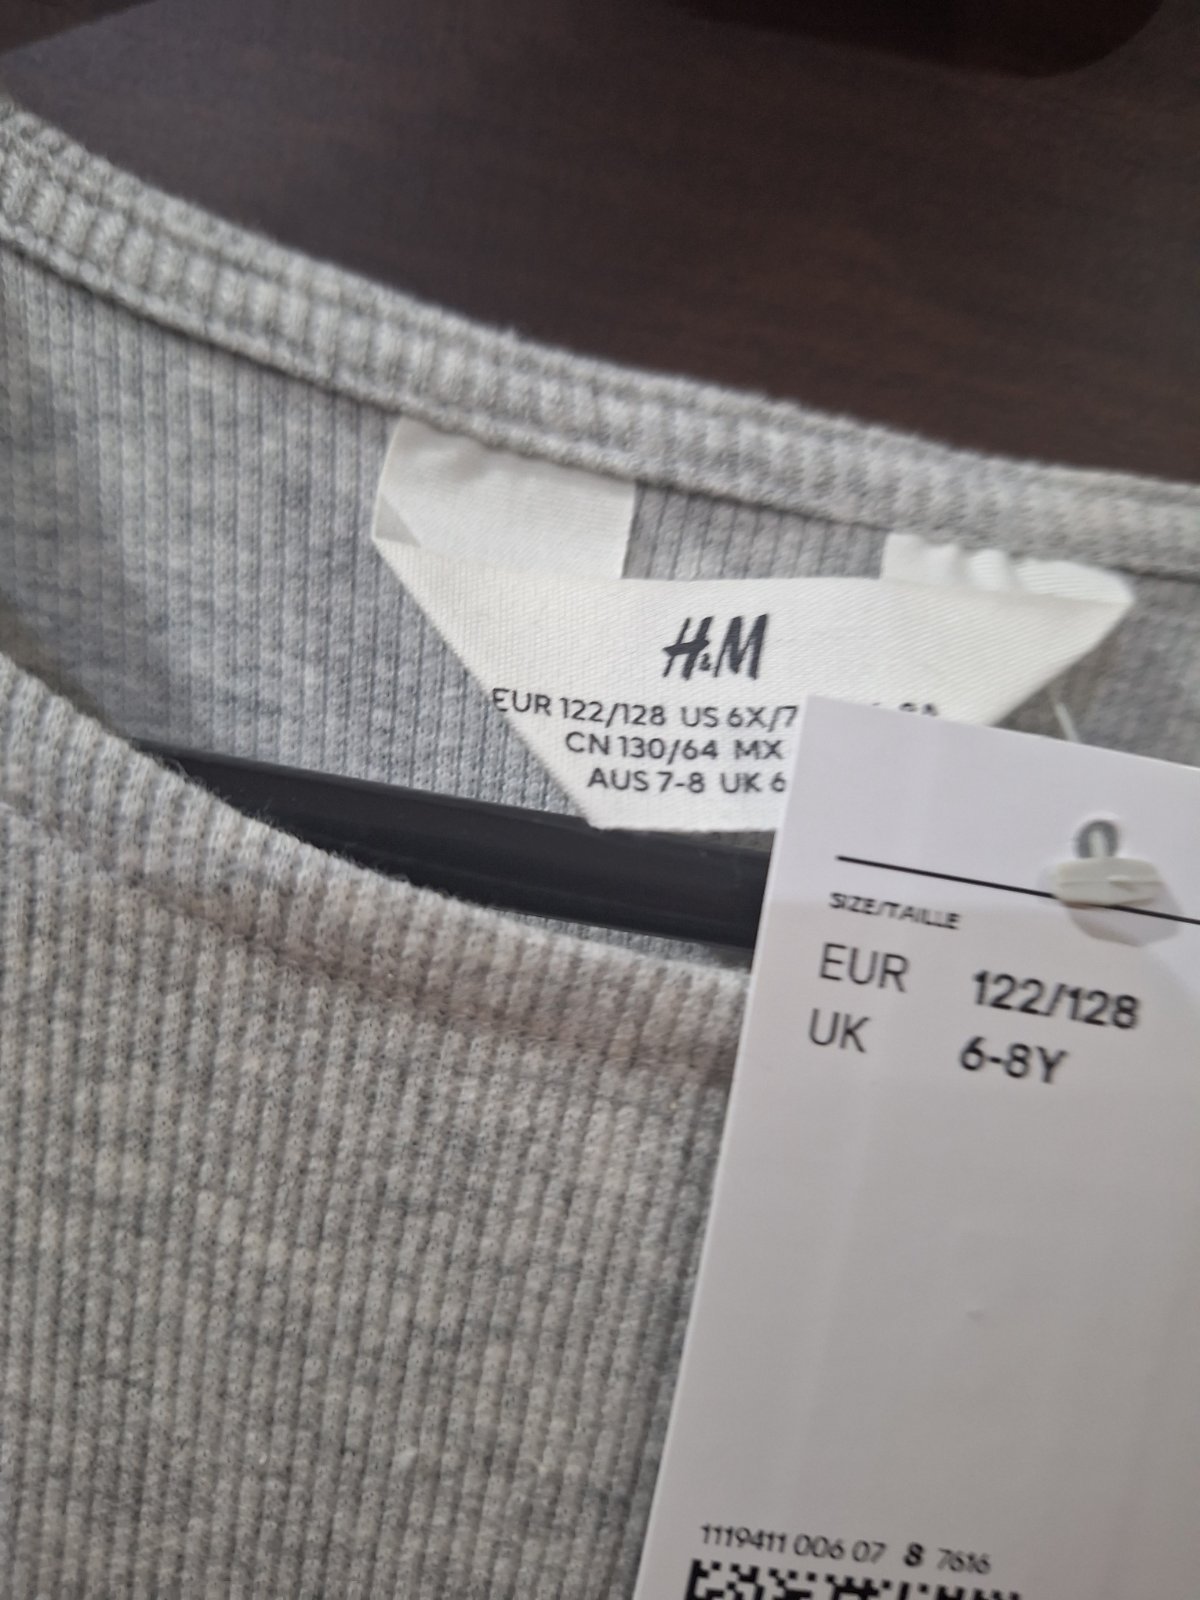 H&M
EUR 122/128 US 6X/7
CN 130/64 MX
AUS 7-8 UK 6
SIZE/TAILLE
EUR 122/128
UK 6-8Y
1119411 006 07 8 7616